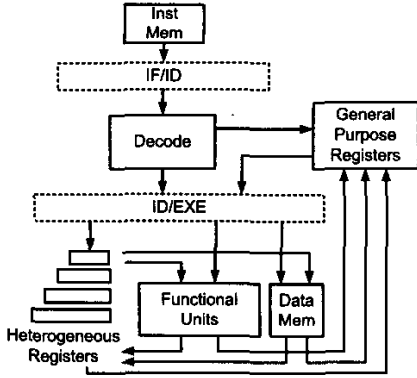 Inst
Mem
IF/ID
Decode
General
Purpose
Registers
ID/EXE
Functional
Units
Data
Mem
Heterogeneous
Registers